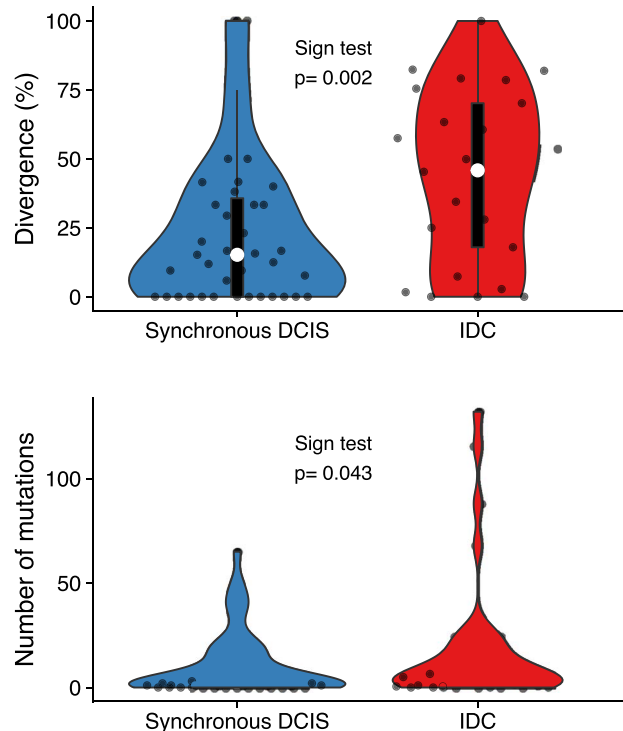 Divergence (%)
100
75
50
25
0
Sign test
p= 0.002
Synchronous DCIS
IDC
Number of mutations
100
50
0
Sign test
p= 0.043
Synchronous DCIS
IDC